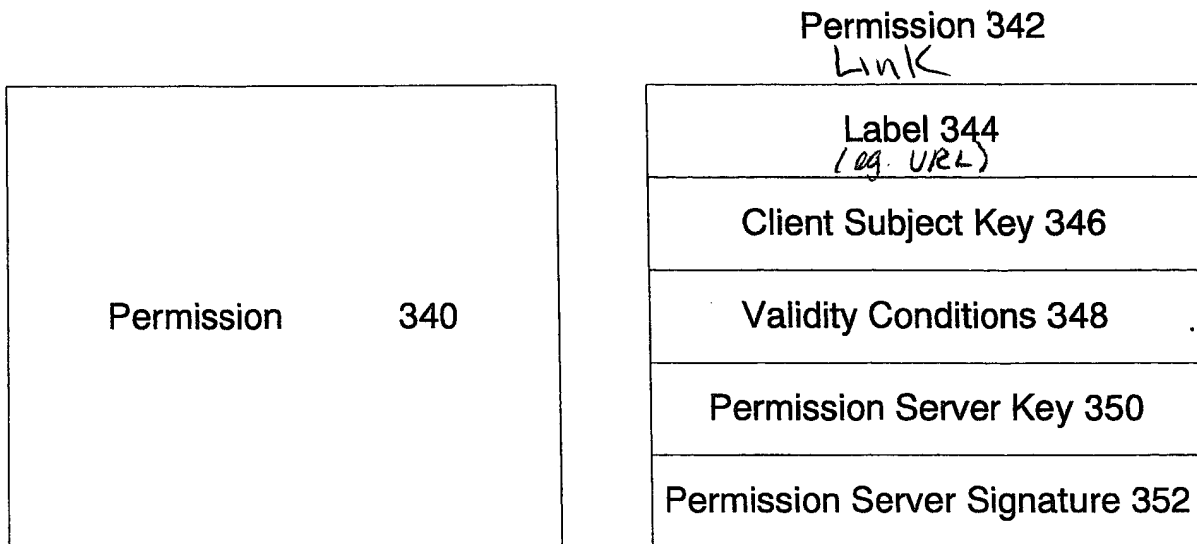 Permission 342
Link
Label 344
(eg. URL)
Client Subject Key 346
Permission 340
Validity Conditions 348
Permission Server Key 350
Permission Server Signature 352